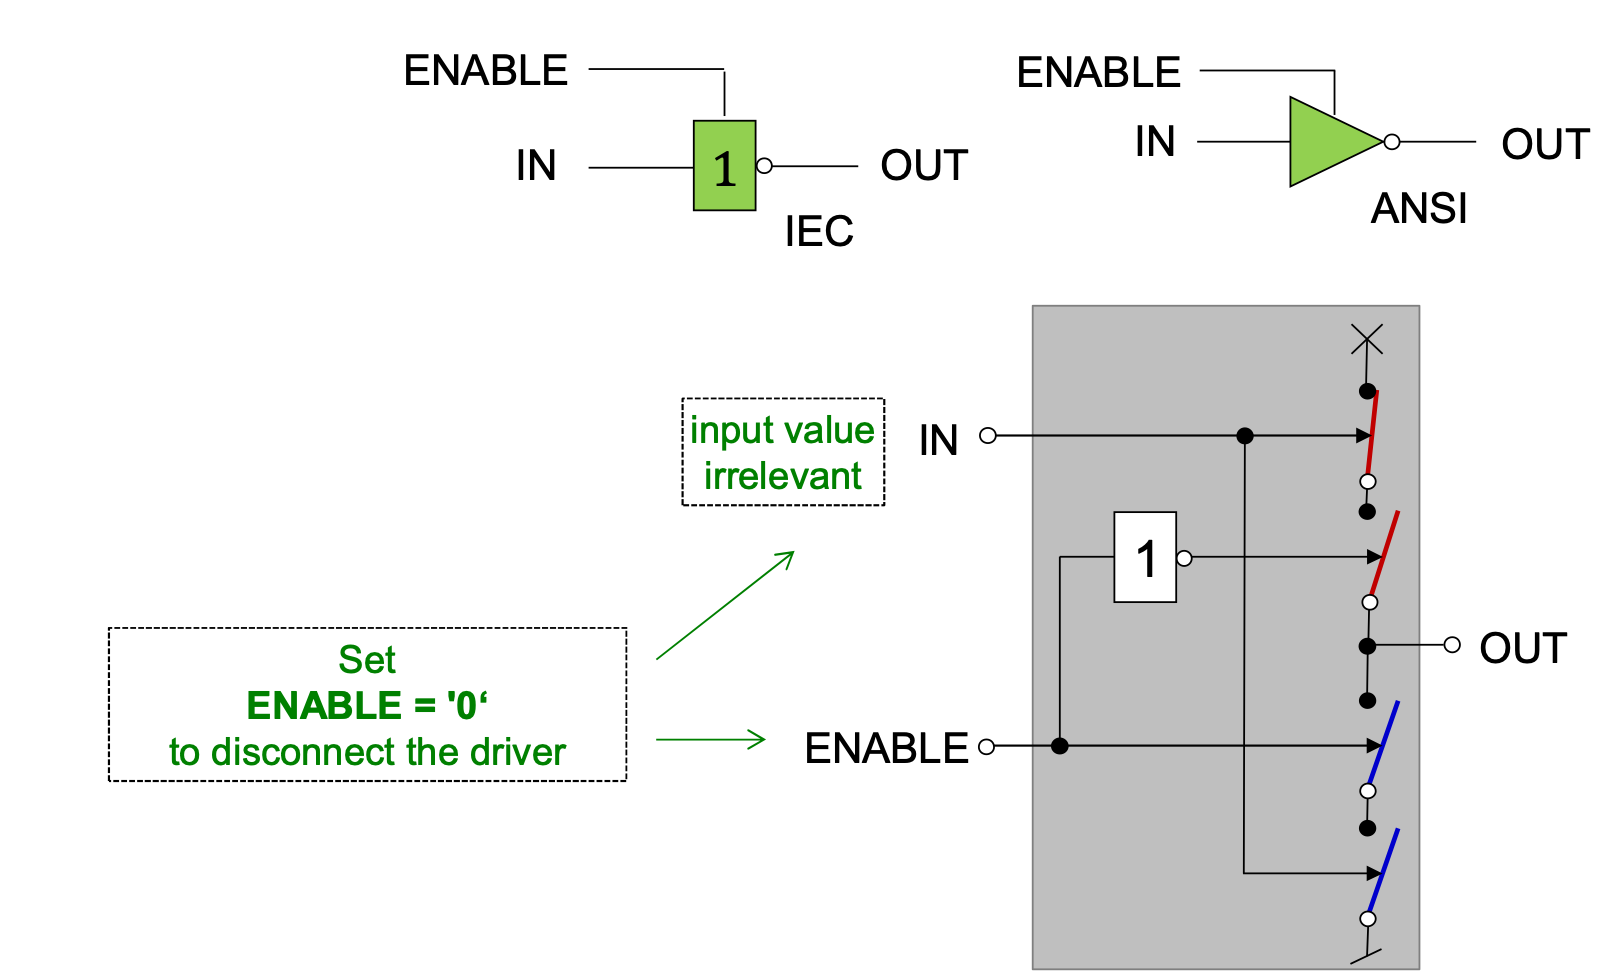 ENABLE
IN
1
OUT
IEC
ENABLE
IN
OUT
ANSI
input value
irrelevant
IN
1
OUT
Set
ENABLE = '0‘
to disconnect the driver
ENABLE